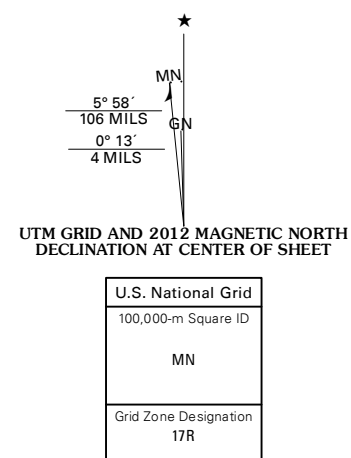 ★
MN
5° 58´
106 MILS
GN
0° 13´
4 MILS
UTM GRID AND 2012 MAGNETIC NORTH
DECLINATION AT CENTER OF SHEET
U.S. National Grid
100,000-m Square ID
MN
Grid Zone Designation
17R